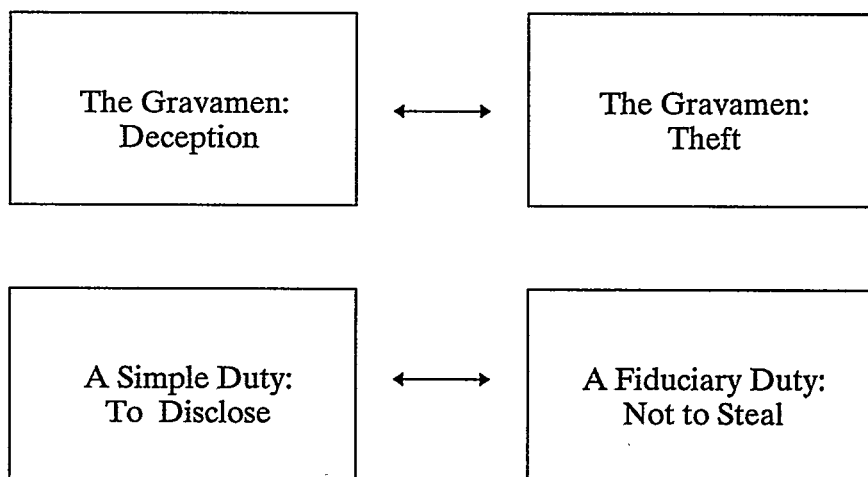 The Gravamen:
Deception
The Gravamen:
Theft
A Simple Duty:
To Disclose
A Fiduciary Duty:
Not to Steal